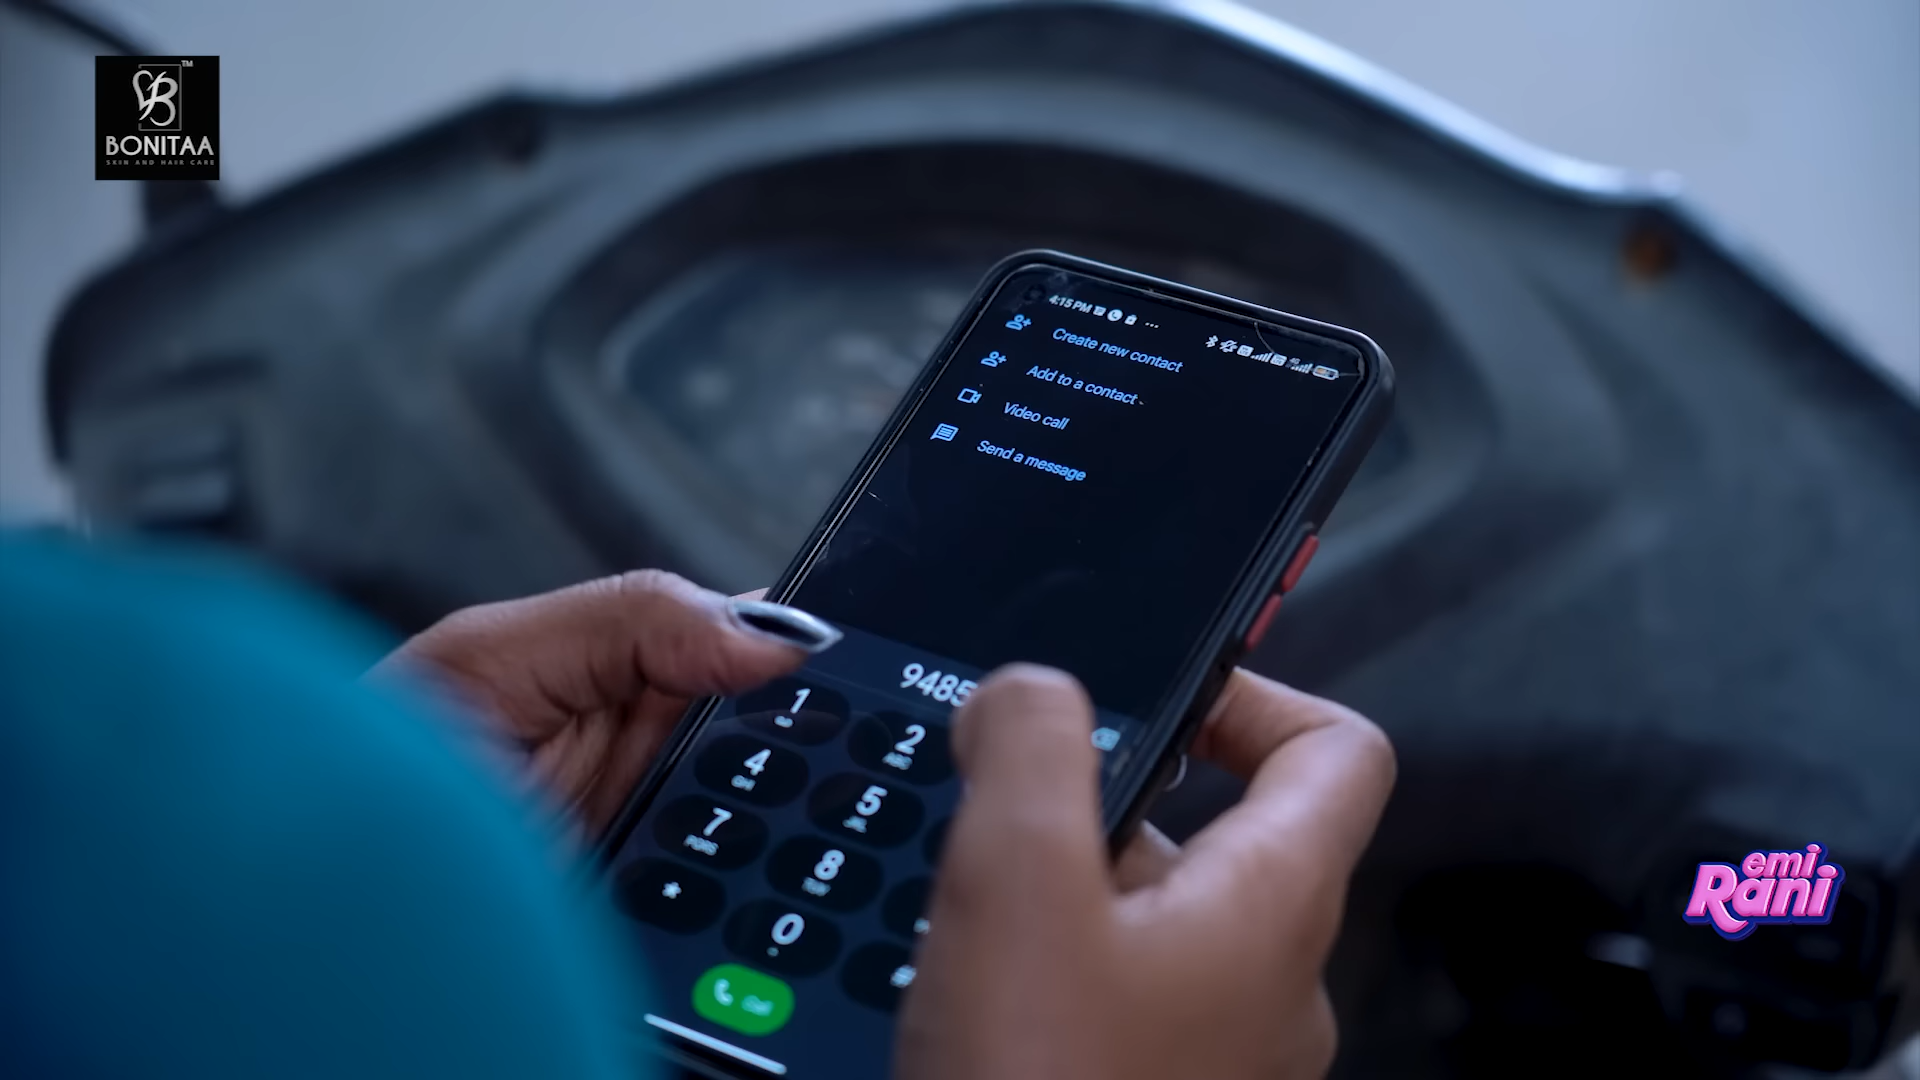 B™
BONITAA
SKIN AND HAIR CARE
4:15 PM
Create new contact
Add to a contact
Video call
Send a message
9485
1
2
ABC
4
GHI
5
JKL
7
PQRS
8
TUV
*
0
#
Call
emi
Rani